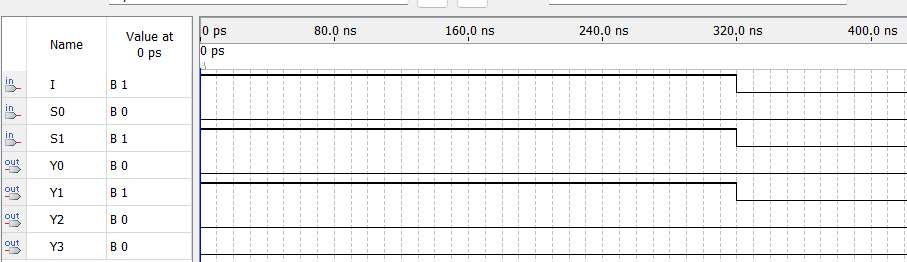 Name Value at 0 ps 0 ps 80.0 ns 160.0 ns 240.0 ns 320.0 ns 400.0 ns
0 ps
in I B 1
in S0 B 0
in S1 B 1
out Y0 B 0
out Y1 B 1
out Y2 B 0
out Y3 B 0